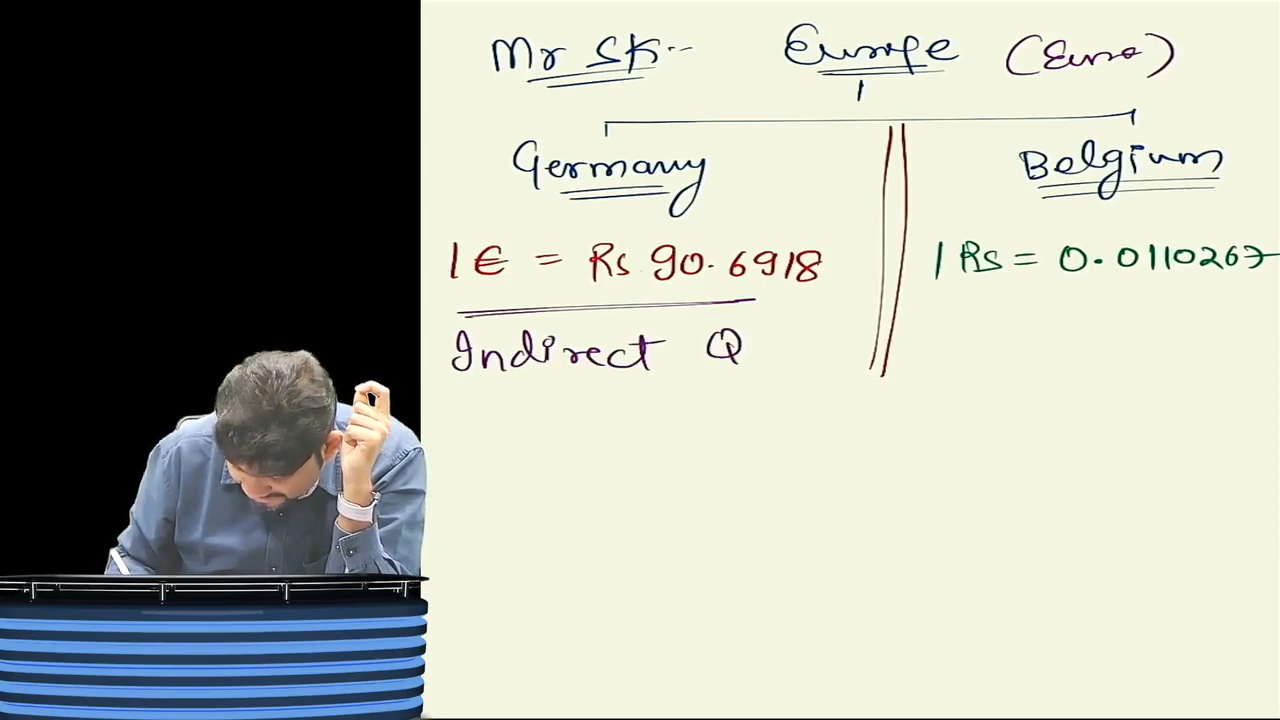 Mr SK-- Europe (Euro)
Germany Belgium
1 € = Rs 90.6918 1 Rs = 0.0110267
Indirect Q